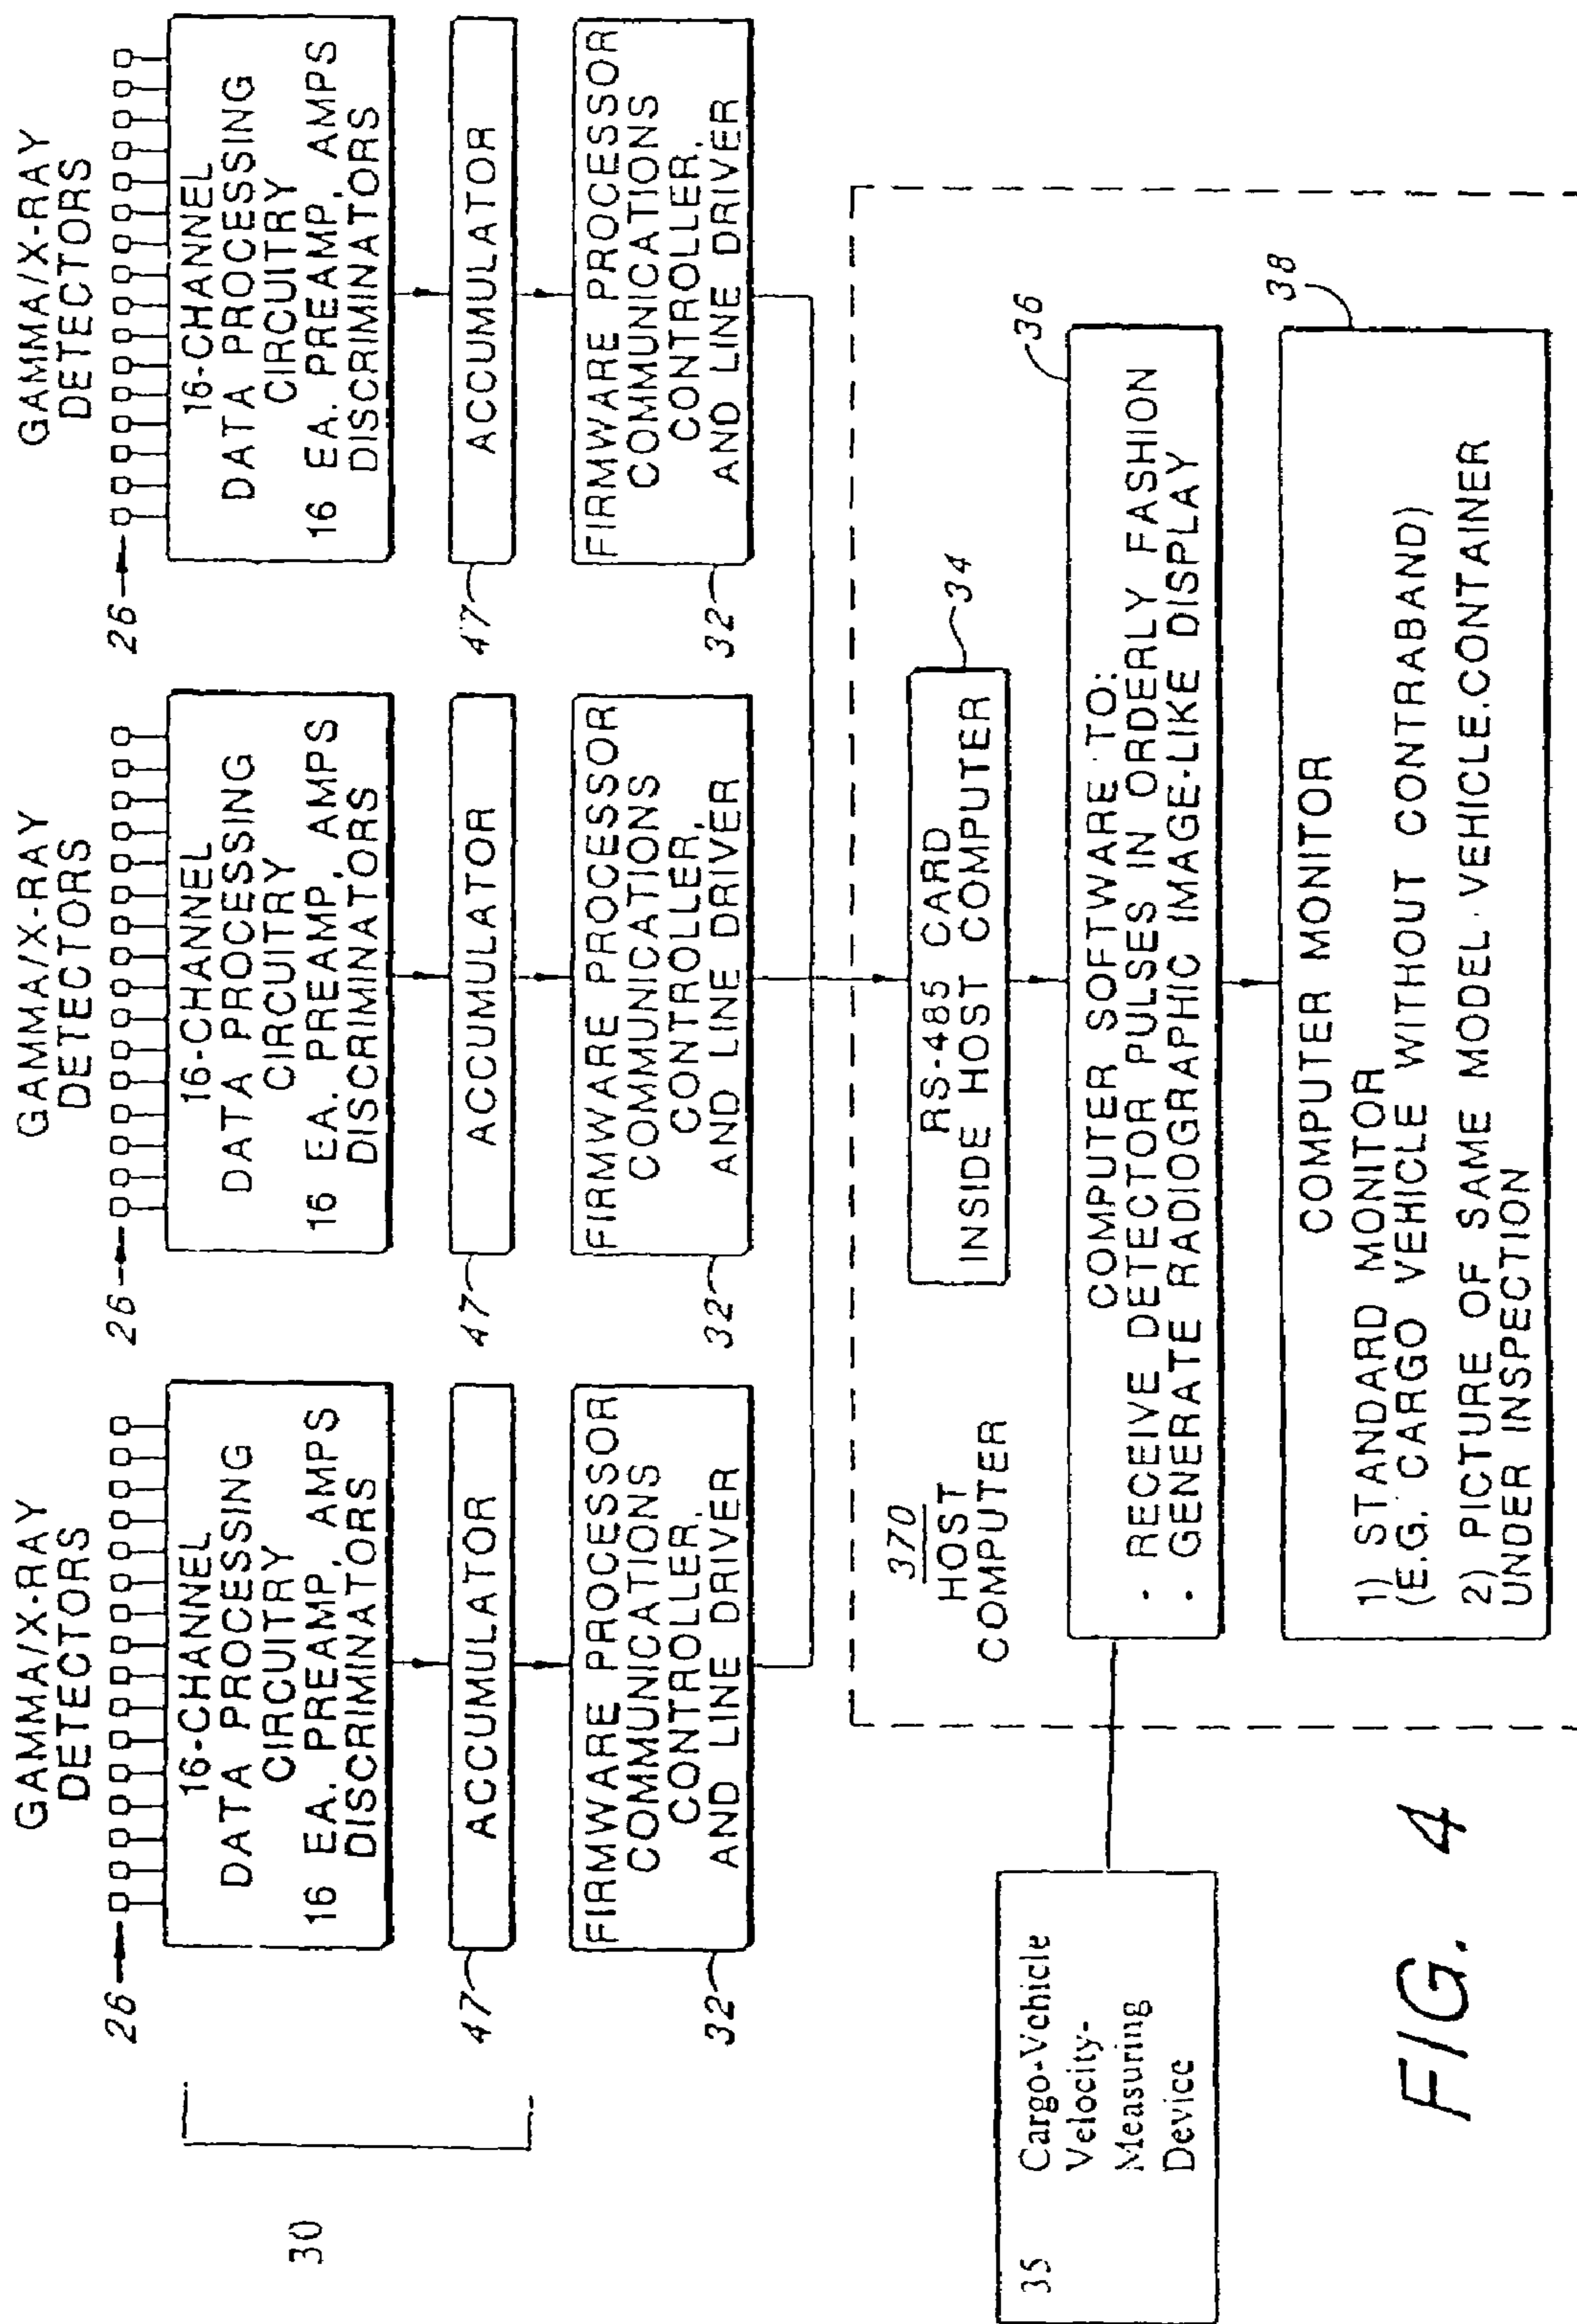 GAMMA/X-RAY
DETECTORS
26
16-CHANNEL
DATA PROCESSING
CIRCUITRY
16 EA. PREAMP, AMPS
DISCRIMINATORS
30
47
ACCUMULATOR
32
FIRMWARE PROCESSOR
COMMUNICATIONS
CONTROLLER,
AND LINE DRIVER
GAMMA/X-RAY
DETECTORS
26
16-CHANNEL
DATA PROCESSING
CIRCUITRY
16 EA. PREAMP, AMPS
DISCRIMINATORS
47
ACCUMULATOR
32
FIRMWARE PROCESSOR
COMMUNICATIONS
CONTROLLER,
AND LINE DRIVER
GAMMA/X-RAY
DETECTORS
26
16-CHANNEL
DATA PROCESSING
CIRCUITRY
16 EA. PREAMP, AMPS
DISCRIMINATORS
47
ACCUMULATOR
32
FIRMWARE PROCESSOR
COMMUNICATIONS
CONTROLLER,
AND LINE DRIVER
370
HOST
COMPUTER
RS-485 CARD
INSIDE HOST COMPUTER
34
35 Cargo-Vehicle
Velocity-
Measuring
Device
COMPUTER SOFTWARE TO:
· RECEIVE DETECTOR PULSES IN ORDERLY FASHION
· GENERATE RADIOGRAPHIC IMAGE-LIKE DISPLAY
36
COMPUTER MONITOR
1) STANDARD MONITOR
(E.G. CARGO VEHICLE WITHOUT CONTRABAND)
2) PICTURE OF SAME MODEL VEHICLE.CONTAINER
UNDER INSPECTION
38
FIG. 4